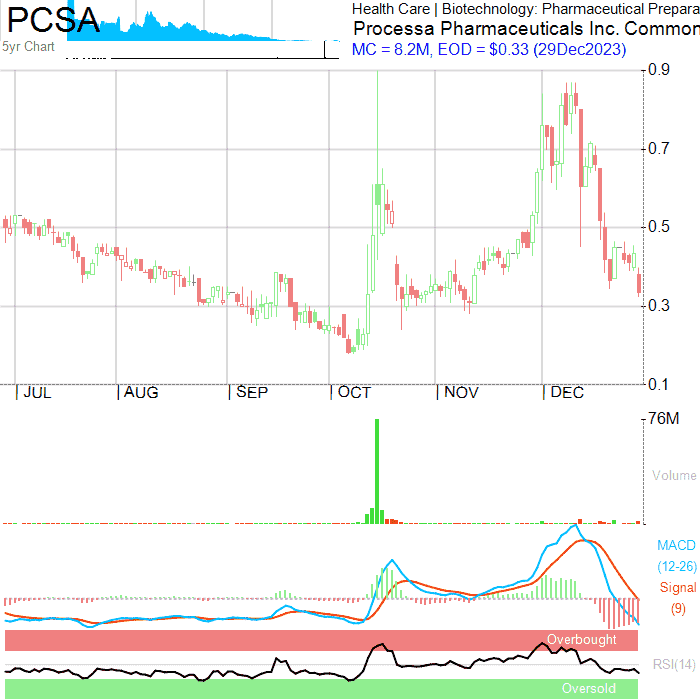 PCSA
5yr Chart
Health Care | Biotechnology: Pharmaceutical Prepara
Processa Pharmaceuticals Inc. Common
MC = 8.2M, EOD = $0.33 (29Dec2023)
0.9
0.7
0.5
0.3
0.1
JUL AUG SEP OCT NOV DEC
76M
Volume
MACD
(12-26)
Signal
(9)
Overbought
RSI(14)
Oversold